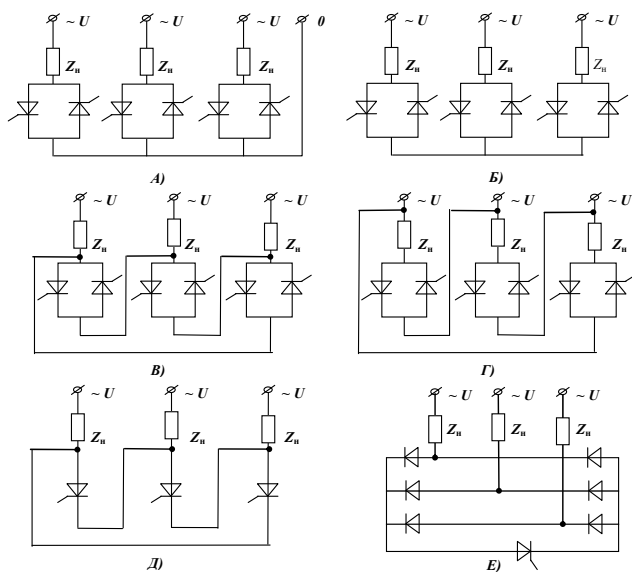 ~ U ~ U ~ U 0
Zн Zн Zн
А)
~ U ~ U ~ U
Zн Zн Zн
Б)
~ U ~ U ~ U
Zн Zн Zн
В)
~ U ~ U ~ U
Zн Zн Zн
Г)
~ U ~ U ~ U
Zн Zн Zн
Д)
~ U ~ U ~ U
Zн Zн Zн
Е)